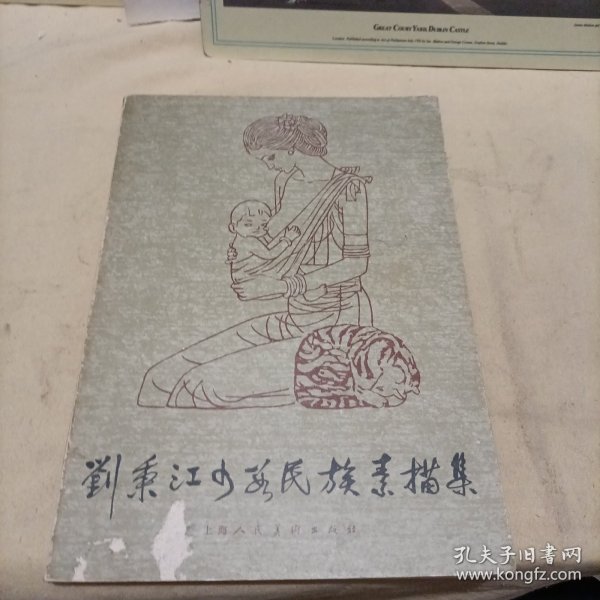 GREAT COURT YARD, DUBLIN CASTLE
劉秉江少数民族素描集
上海人民美术出版社
孔夫子旧书网
www.kongfz.com